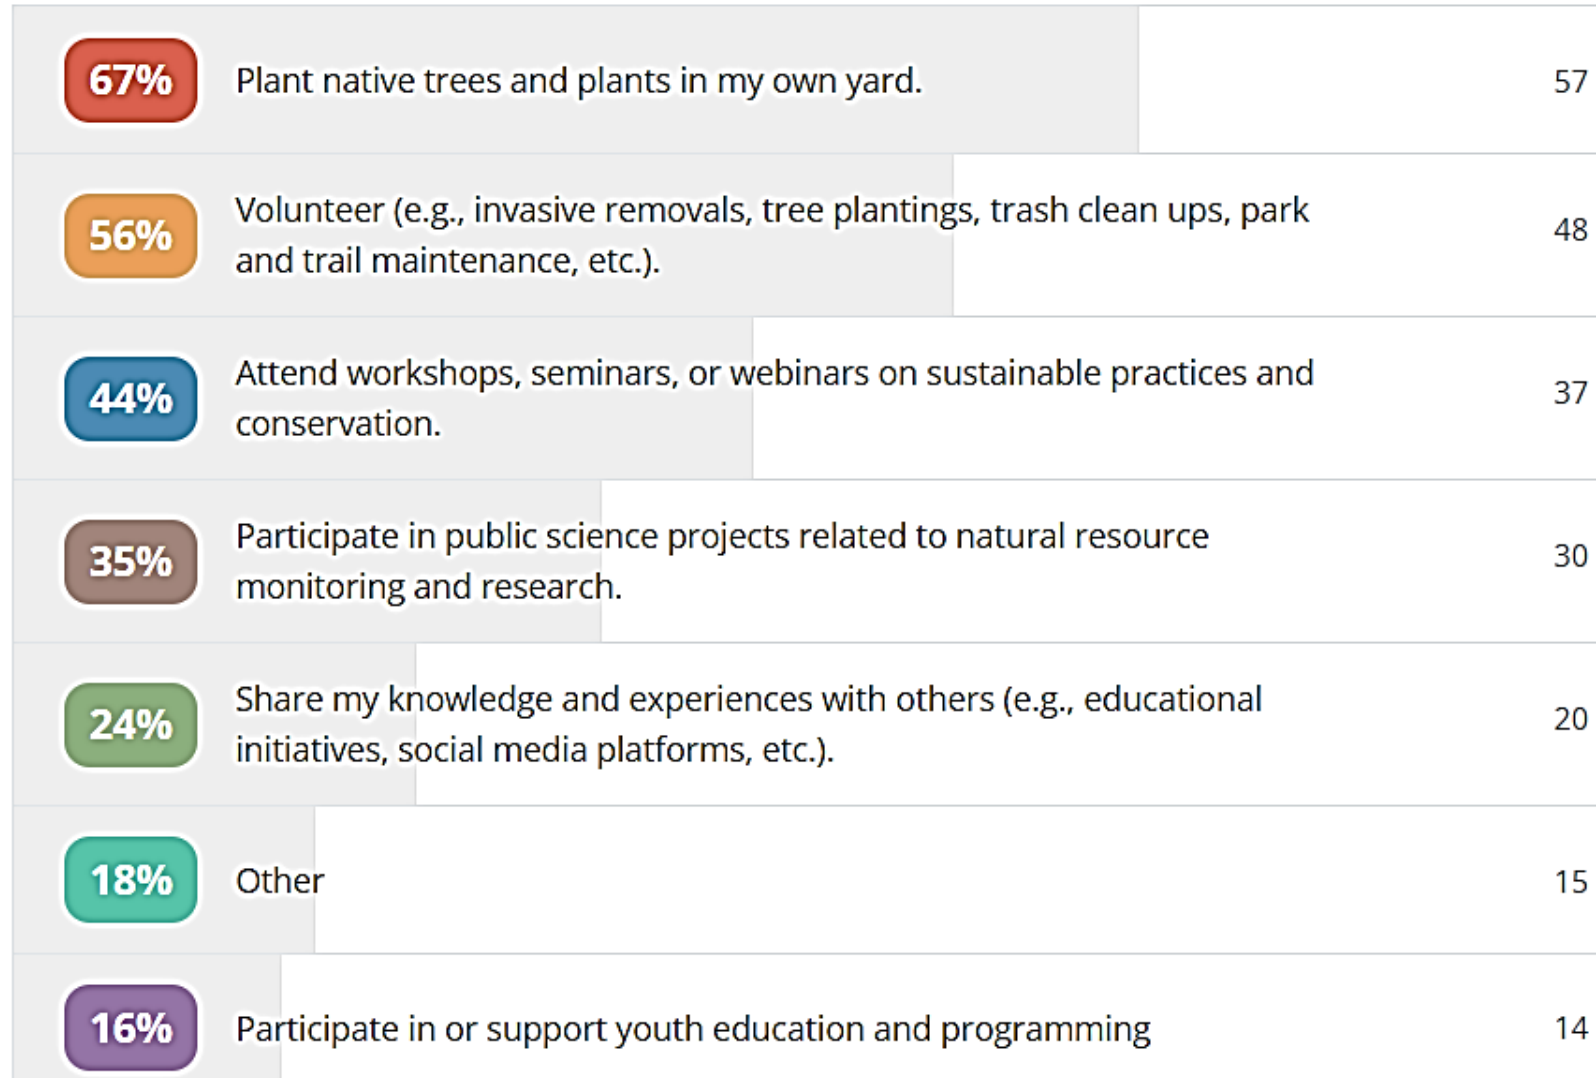 67% Plant native trees and plants in my own yard. 57
56% Volunteer (e.g., invasive removals, tree plantings, trash clean ups, park
and trail maintenance, etc.). 48
44% Attend workshops, seminars, or webinars on sustainable practices and
conservation. 37
35% Participate in public science projects related to natural resource
monitoring and research. 30
24% Share my knowledge and experiences with others (e.g., educational
initiatives, social media platforms, etc.). 20
18% Other 15
16% Participate in or support youth education and programming 14